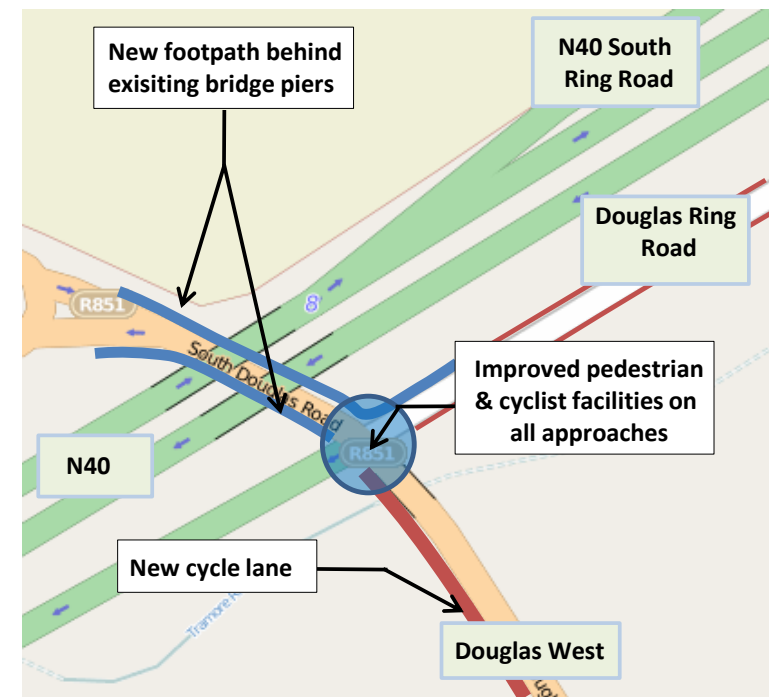 New footpath behind
exisiting bridge piers
N40 South
Ring Road
Douglas Ring
Road
R851
8'
South Douglas Road
Improved pedestrian
& cyclist facilities on
all approaches
R851
N40
New cycle lane
Tramore R
Douglas West